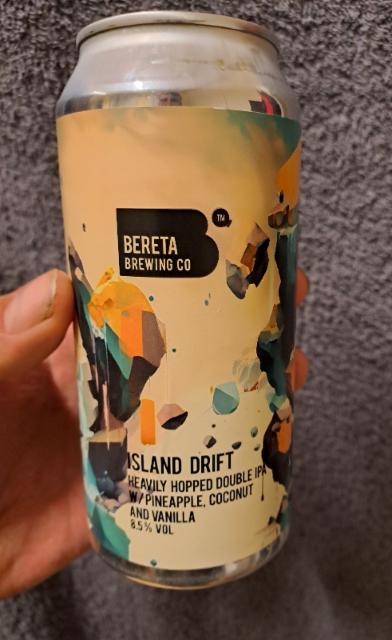 TM
BERETA
BREWING CO
ISLAND DRIFT
HEAVILY HOPPED DOUBLE IPA
W/PINEAPPLE, COCONUT
AND VANILLA
8.5% VOL